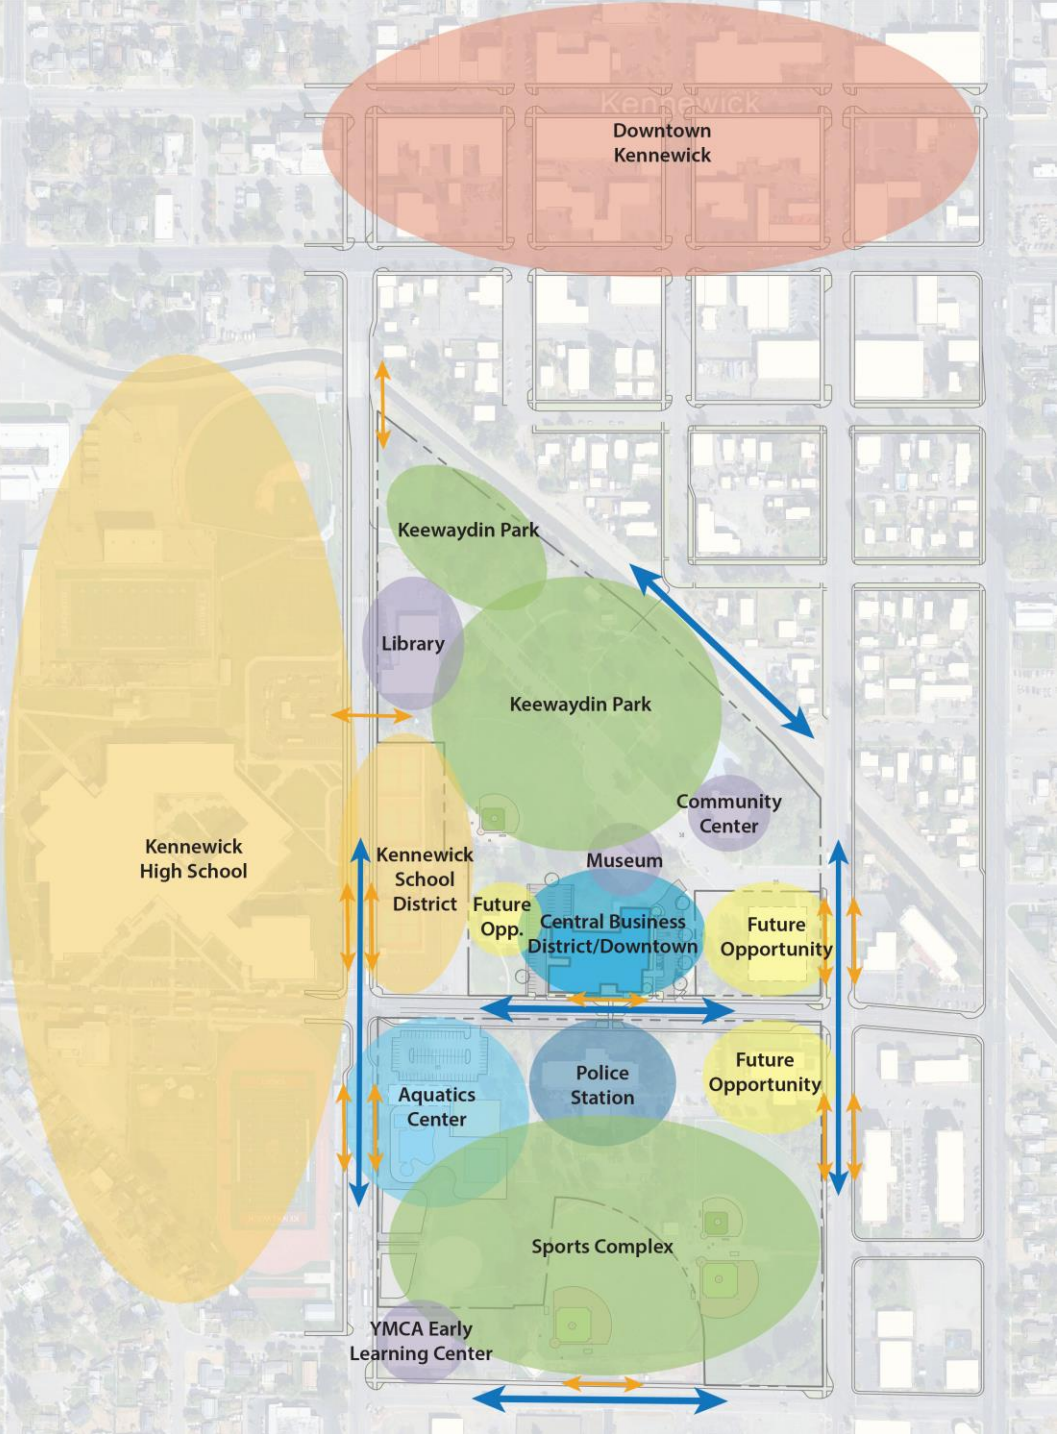 Kennewick
Downtown
Kennewick
Keewaydin Park
Library
Keewaydin Park
Community
Center
Kennewick
High School
Kennewick
School
District
Museum
Future
Opp.
Central Business
District/Downtown
Future
Opportunity
Aquatics
Center
Police
Station
Future
Opportunity
Sports Complex
YMCA Early
Learning Center